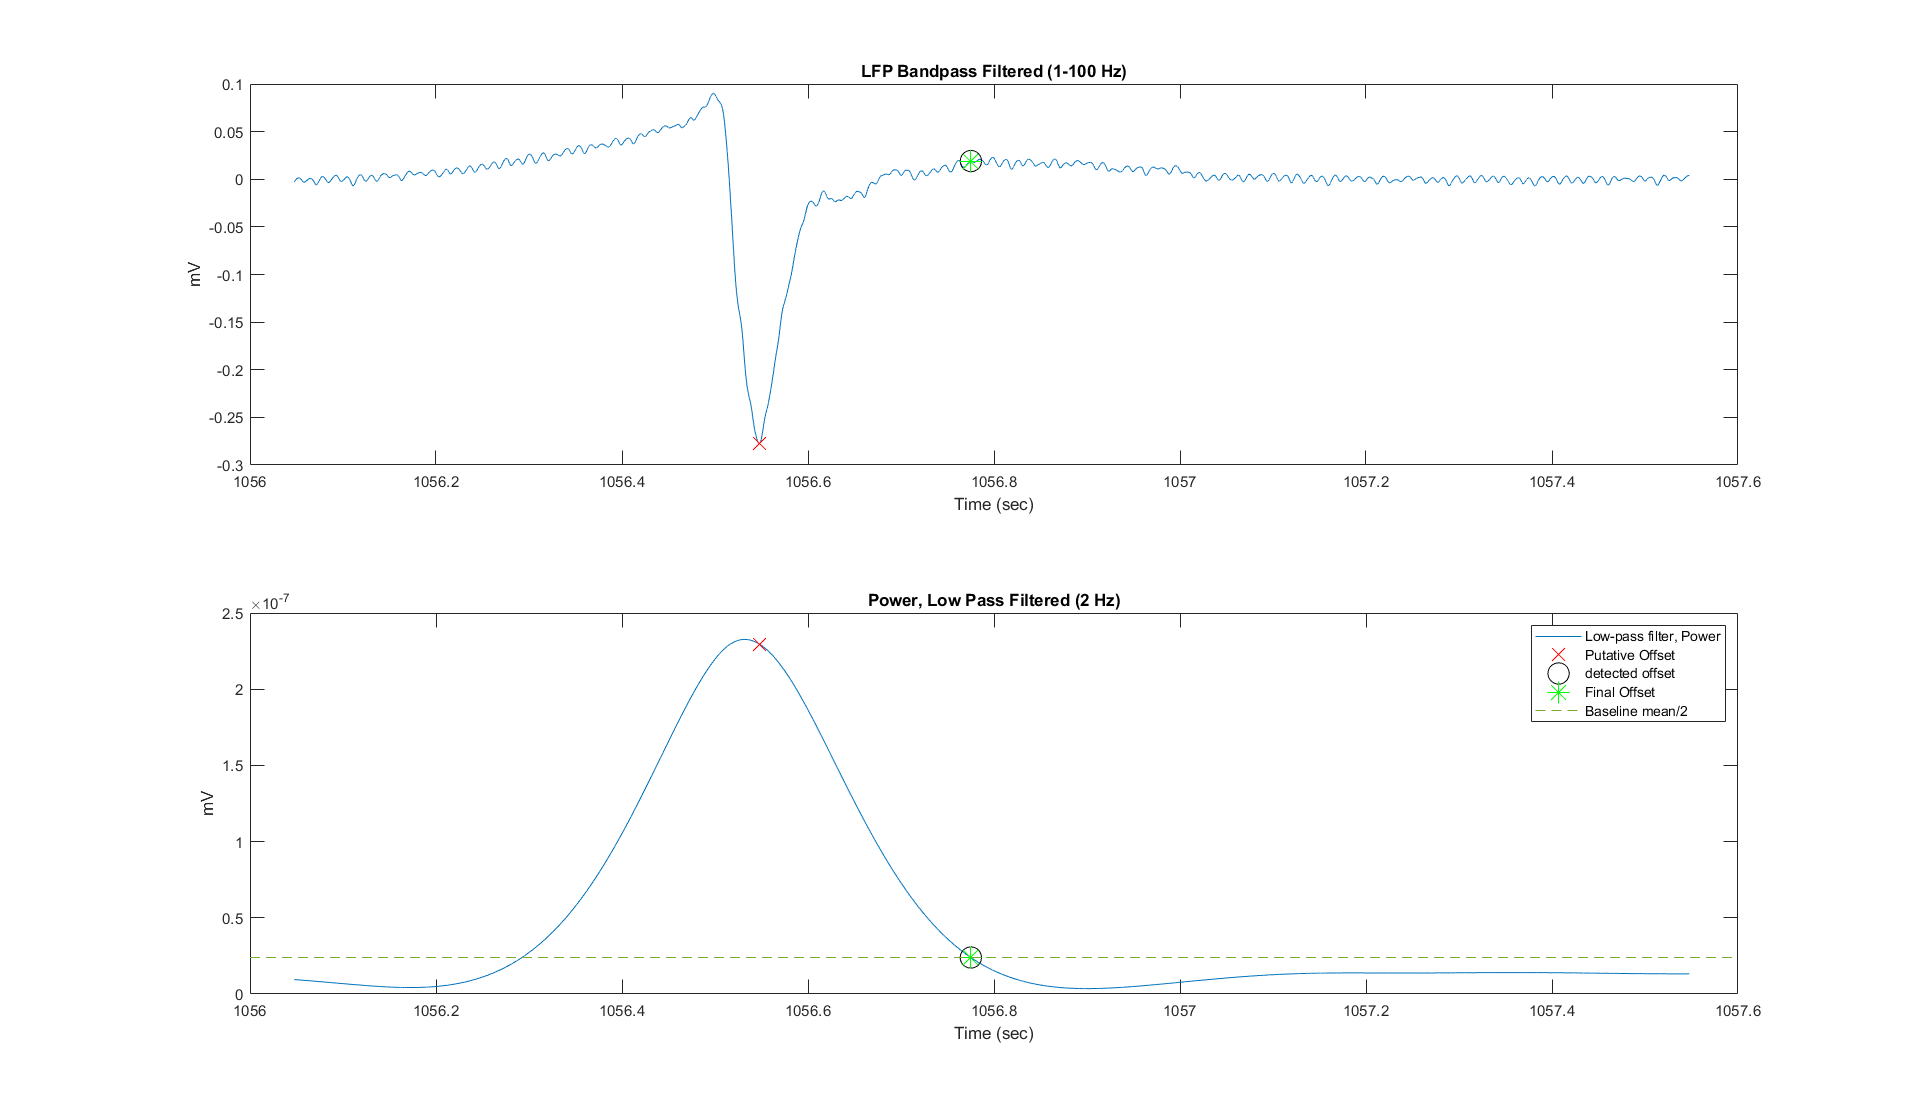 LFP Bandpass Filtered (1-100 Hz)
0.1
0.05
0
-0.05
-0.1
-0.15
-0.2
-0.25
-0.3
mV
1056 1056.2 1056.4 1056.6 1056.8 1057 1057.2 1057.4 1057.6
Time (sec)
Power, Low Pass Filtered (2 Hz)
×10-7
2.5
2
1.5
1
0.5
0
mV
Low-pass filter, Power
Putative Offset
detected offset
Final Offset
Baseline mean/2
1056 1056.2 1056.4 1056.6 1056.8 1057 1057.2 1057.4 1057.6
Time (sec)